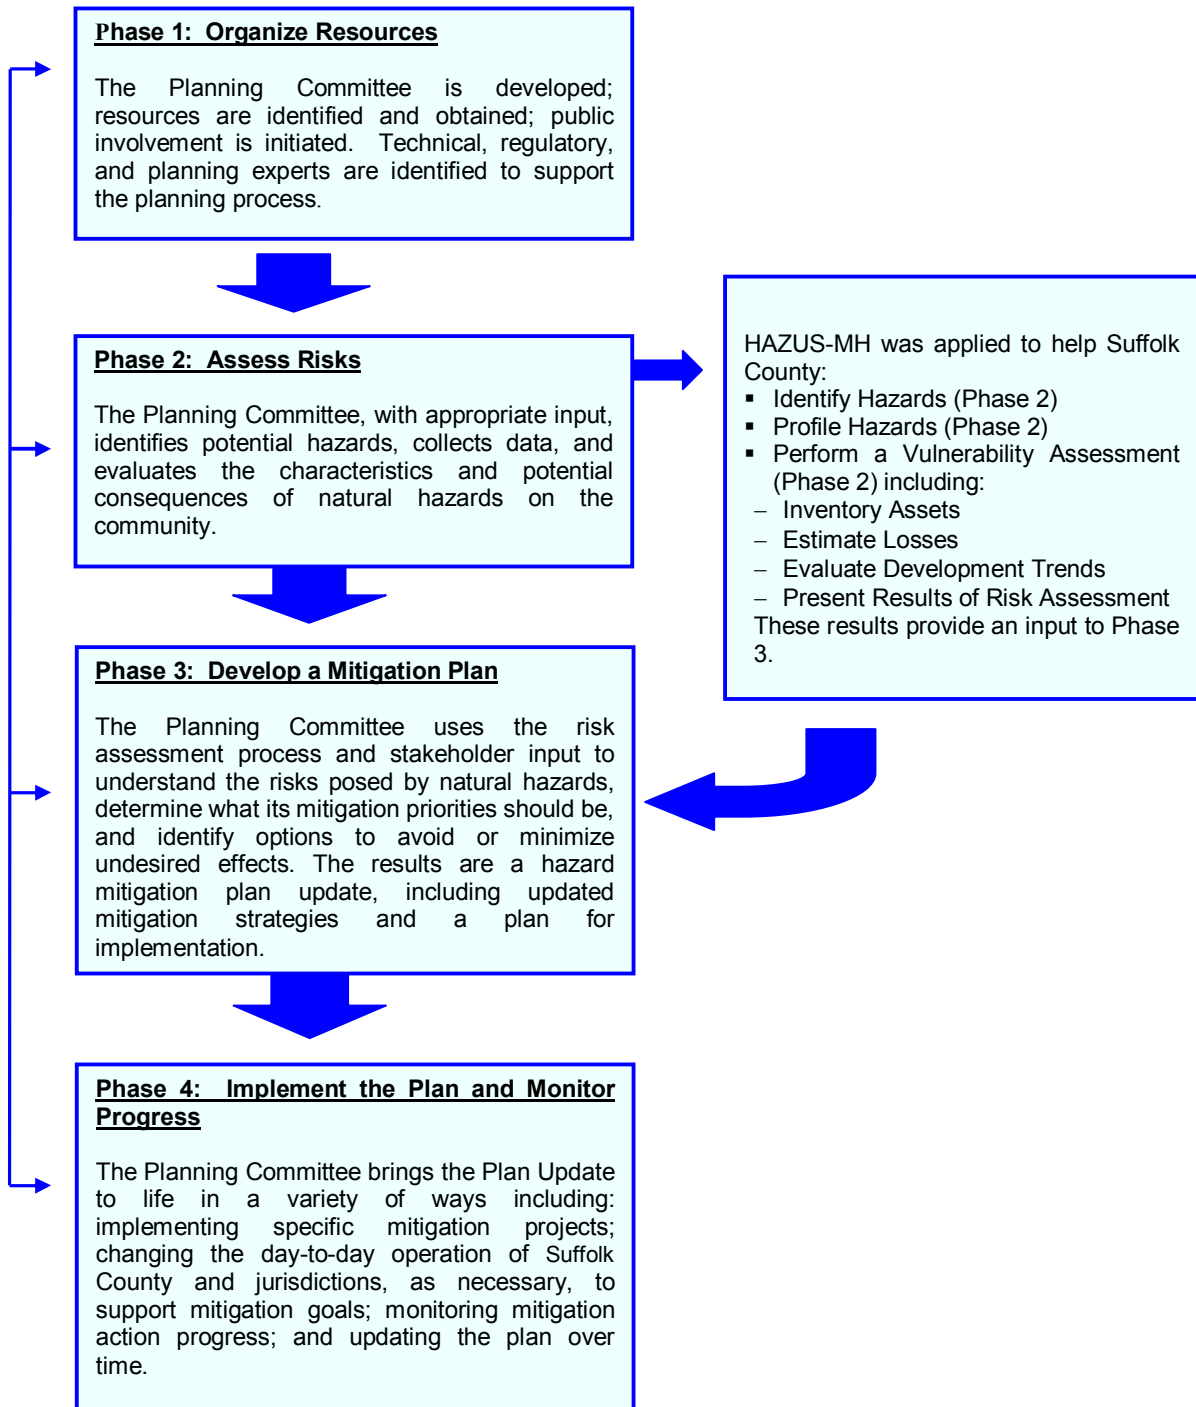 Phase 1: Organize Resources
The Planning Committee is developed;
resources are identified and obtained; public
involvement is initiated. Technical, regulatory,
and planning experts are identified to support
the planning process.
Phase 2: Assess Risks
The Planning Committee, with appropriate input,
identifies potential hazards, collects data, and
evaluates the characteristics and potential
consequences of natural hazards on the
community.
HAZUS-MH was applied to help Suffolk
County:
▪ Identify Hazards (Phase 2)
▪ Profile Hazards (Phase 2)
▪ Perform a Vulnerability Assessment
(Phase 2) including:
– Inventory Assets
– Estimate Losses
– Evaluate Development Trends
– Present Results of Risk Assessment
These results provide an input to Phase
3.
Phase 3: Develop a Mitigation Plan
The Planning Committee uses the risk
assessment process and stakeholder input to
understand the risks posed by natural hazards,
determine what its mitigation priorities should be,
and identify options to avoid or minimize
undesired effects. The results are a hazard
mitigation plan update, including updated
mitigation strategies and a plan for
implementation.
Phase 4: Implement the Plan and Monitor
Progress
The Planning Committee brings the Plan Update
to life in a variety of ways including:
implementing specific mitigation projects;
changing the day-to-day operation of Suffolk
County and jurisdictions, as necessary, to
support mitigation goals; monitoring mitigation
action progress; and updating the plan over
time.